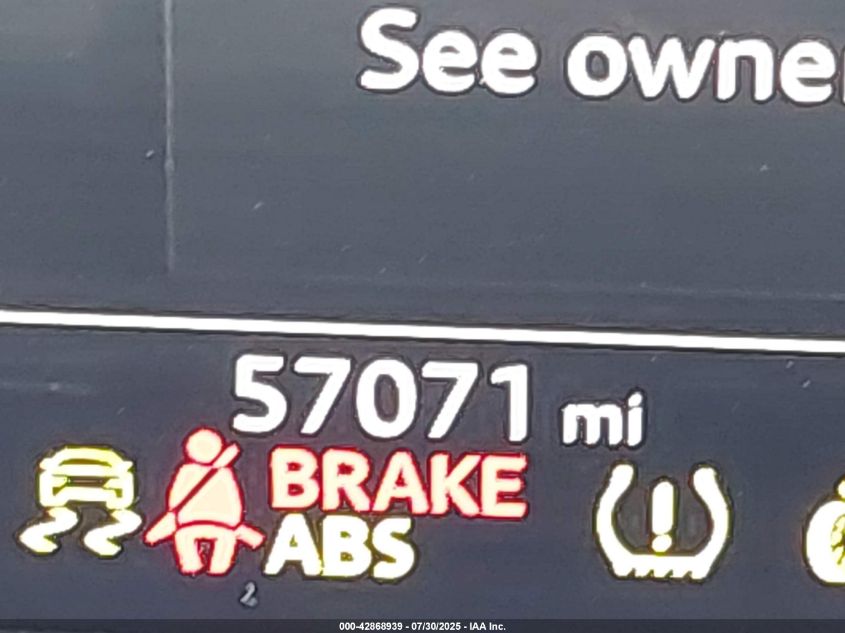 See owne
57071 mi
BRAKE
ABS
2
000-42868939 - 07/30/2025 - IAA Inc.